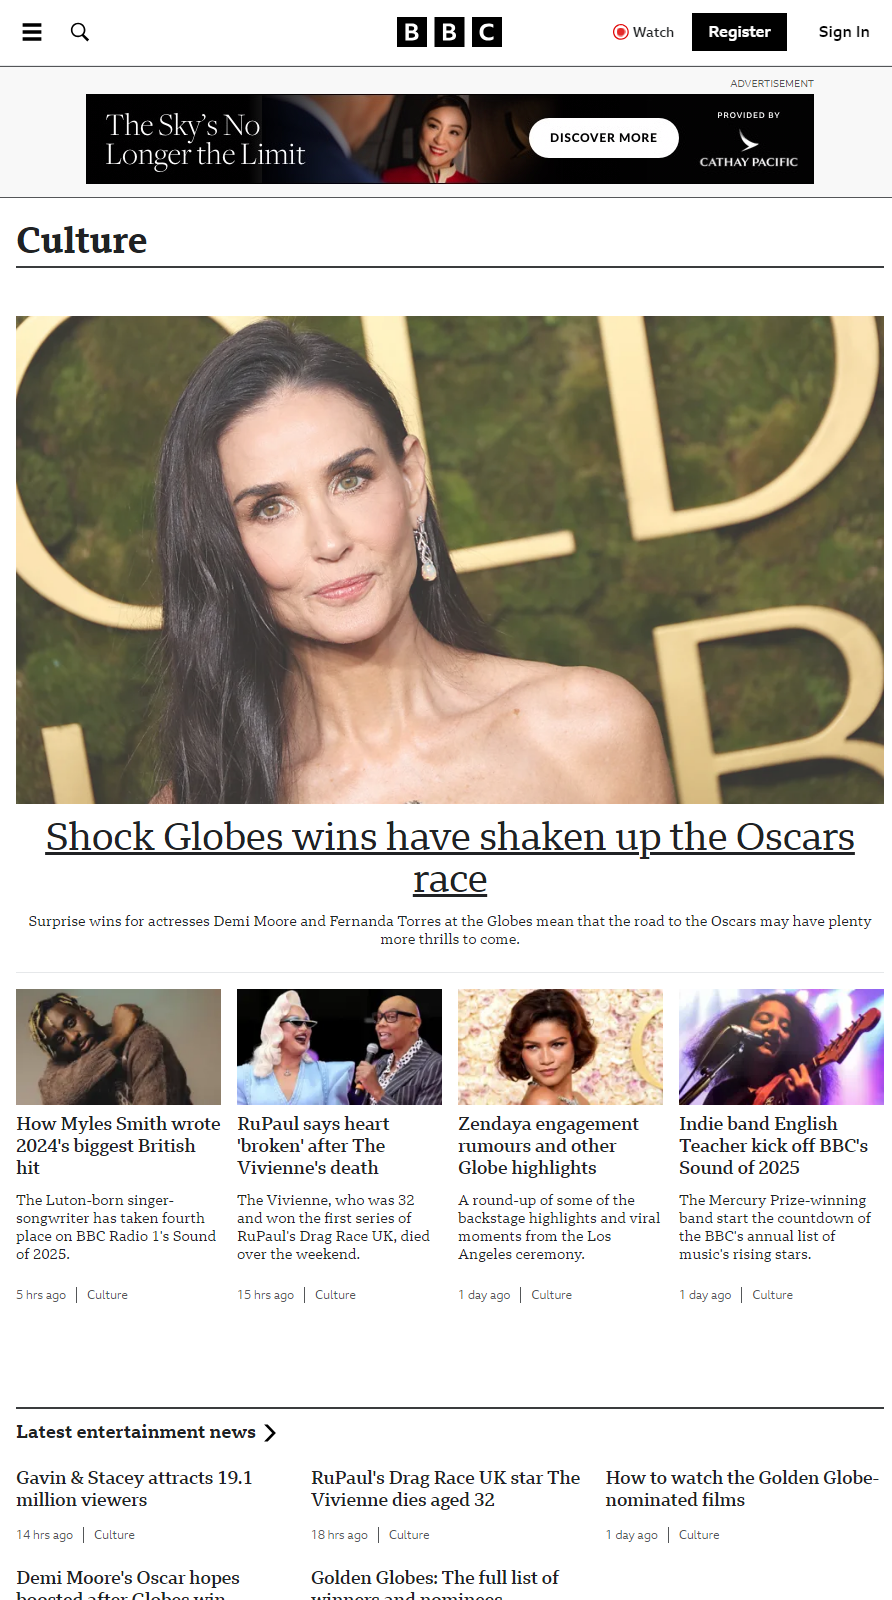 BBC
Watch
Register
Sign In
ADVERTISEMENT
The Sky's No
Longer the Limit
DISCOVER MORE
PROVIDED BY
CATHAY PACIFIC
Culture
Shock Globes wins have shaken up the Oscars
race
Surprise wins for actresses Demi Moore and Fernanda Torres at the Globes mean that the road to the Oscars may have plenty
more thrills to come.
How Myles Smith wrote
2024's biggest British
hit
The Luton-born singer-
songwriter has taken fourth
place on BBC Radio 1's Sound
of 2025.
5 hrs ago | Culture
RuPaul says heart
'broken' after The
Vivienne's death
The Vivienne, who was 32
and won the first series of
RuPaul's Drag Race UK, died
over the weekend.
15 hrs ago | Culture
Zendaya engagement
rumours and other
Globe highlights
A round-up of some of the
backstage highlights and viral
moments from the Los
Angeles ceremony.
1 day ago | Culture
Indie band English
Teacher kick off BBC's
Sound of 2025
The Mercury Prize-winning
band start the countdown of
the BBC's annual list of
music's rising stars.
1 day ago | Culture
Latest entertainment news
Gavin & Stacey attracts 19.1
million viewers
14 hrs ago | Culture
RuPaul's Drag Race UK star The
Vivienne dies aged 32
18 hrs ago | Culture
How to watch the Golden Globe-
nominated films
1 day ago | Culture
Demi Moore's Oscar hopes
boosted after Globes win
Golden Globes: The full list of
winners and nominees